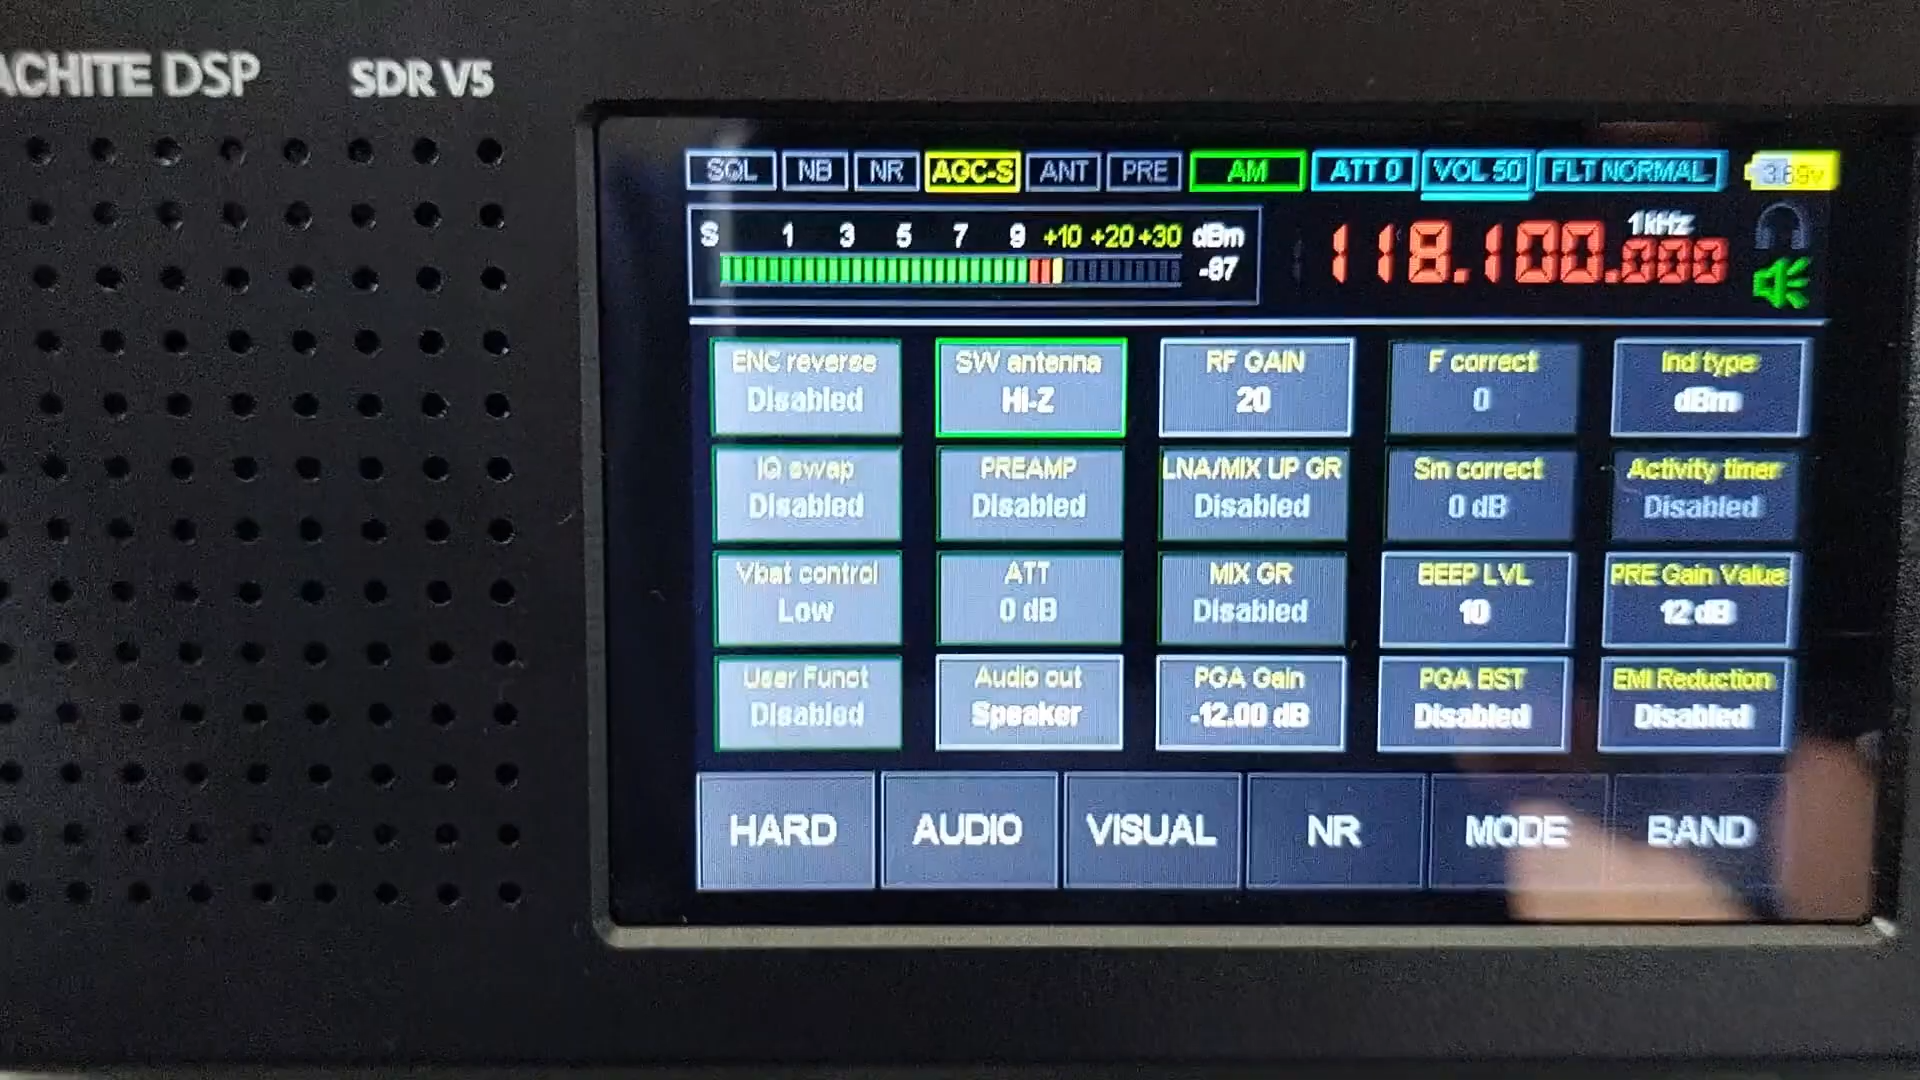 ACHITE DSP SDR V5
SQL NB NR AGC-S ANT PRE AM ATT 0 VOL 50 FLT NORMAL 3.69v
S 1 3 5 7 9 +10 +20 +30 dBm
-87
1kHz
118.100.000
ENC reverse SW antenna RF GAIN F correct Ind type
Disabled Hi-Z 20 0 dBm
IQ swap PREAMP LNA/MIX UP GR Sm correct Activity timer
Disabled Disabled Disabled 0 dB Disabled
Vbat control ATT MIX GR BEEP LVL PRE Gain Value
Low 0 dB Disabled 10 12 dB
User Funct Audio out PGA Gain PGA BST EMI Reduction
Disabled Speaker -12.00 dB Disabled Disabled
HARD AUDIO VISUAL NR MODE BAND